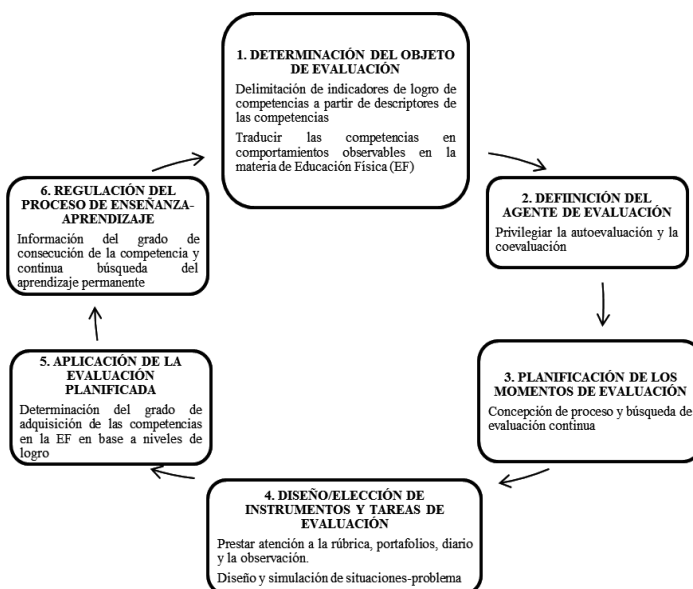 1. DETERMINACIÓN DEL OBJETO
DE EVALUACIÓN
Delimitación de indicadores de logro de
competencias a partir de descriptores de
las competencias
Traducir las competencias en
comportamientos observables en la
materia de Educación Física (EF)
2. DEFIINICIÓN DEL
AGENTE DE EVALUACIÓN
Privilegiar la autoevaluación y la
coevaluación
3. PLANIFICACIÓN DE LOS
MOMENTOS DE EVALUACIÓN
Concepción de proceso y búsqueda de
evaluación continua
4. DISEÑO/ELECCIÓN DE
INSTRUMENTOS Y TAREAS DE
EVALUACIÓN
Prestar atención a la rúbrica, portafolios, diario
y la observación.
Diseño y simulación de situaciones-problema
5. APLICACIÓN DE LA
EVALUACIÓN
PLANIFICADA
Determinación del grado de
adquisición de las competencias
en la EF en base a niveles de
logro
6. REGULACIÓN DEL
PROCESO DE ENSEÑANZA-
APRENDIZAJE
Información del grado de
consecución de la competencia y
continua búsqueda del
aprendizaje permanente